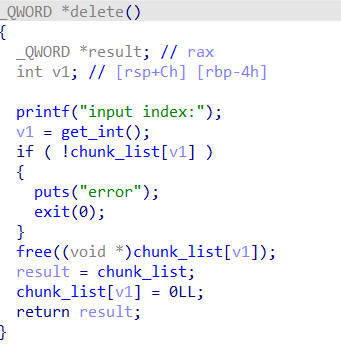 _QWORD *delete()
{
_QWORD *result; // rax
int v1; // [rsp+Ch] [rbp-4h]
printf("input index:");
v1 = get_int();
if ( !chunk_list[v1] )
{
puts("error");
exit(0);
}
free((void *)chunk_list[v1]);
result = chunk_list;
chunk_list[v1] = 0LL;
return result;
}